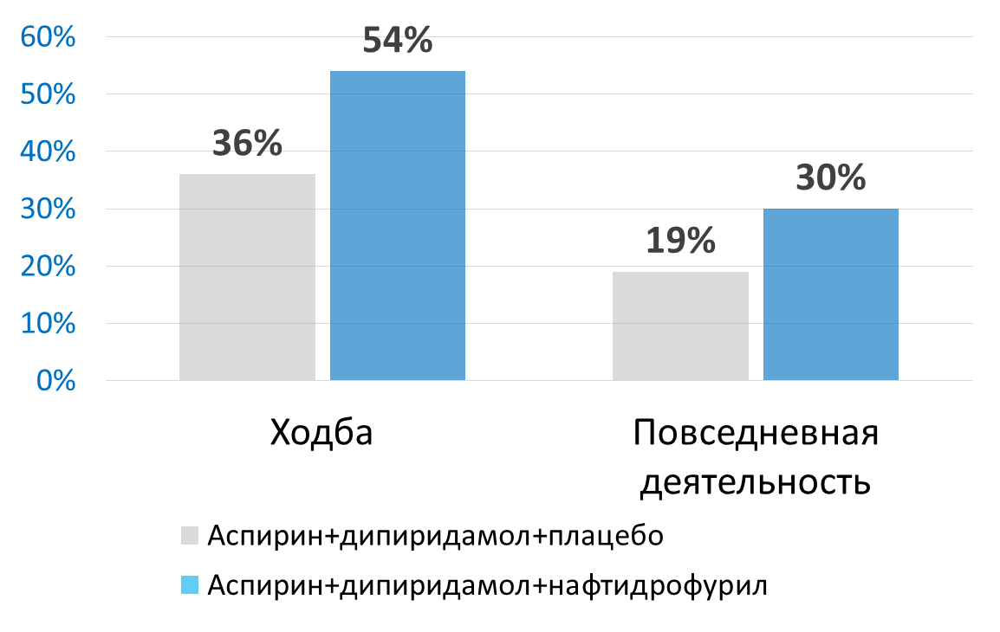 60%
50%
40%
30%
20%
10%
0%
36%
54%
19%
30%
Ходба
Повседневная
деятельность
Аспирин+дипиридамол+плацебо
Аспирин+дипиридамол+нафтидрофурил